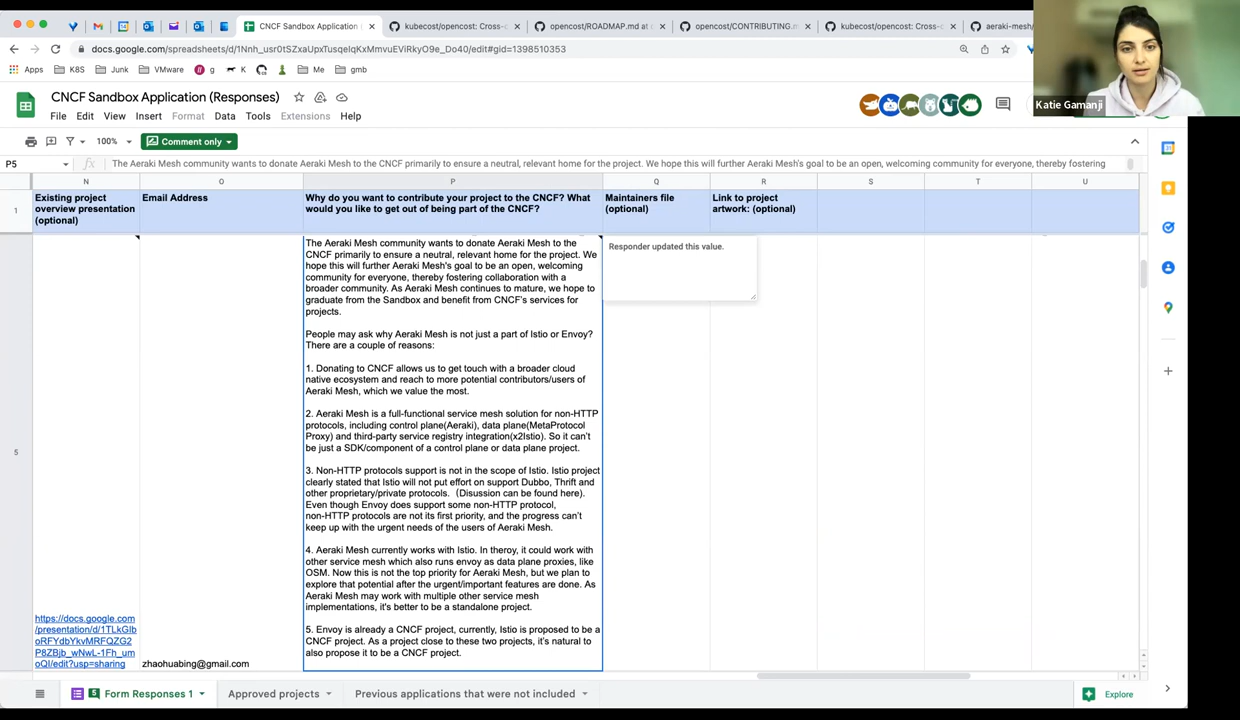 CNCF Sandbox Application (
kubecost/opencost: Cross-c
opencost/ROADMAP.md at d
opencost/CONTRIBUTING.m
kubecost/opencost: Cross-c
aeraki-mesh/
docs.google.com/spreadsheets/d/1Nnh_usr0tSZxaUpxTusqeIqKxMmvuEViRkyO9e_Do40/edit#gid=1398510353
Apps
K8S
Junk
VMware
g
K
Me
gmb
Katie Gamanji
CNCF Sandbox Application (Responses)
File Edit View Insert Format Data Tools Extensions Help
100%
Comment only
P5
fx
The Aeraki Mesh community wants to donate Aeraki Mesh to the CNCF primarily to ensure a neutral, relevant home for the project. We hope this will further Aeraki Mesh's goal to be an open, welcoming community for everyone, thereby fostering
N O P Q R S T U
1
Existing project
overview presentation
(optional)
Email Address
Why do you want to contribute your project to the CNCF? What
would you like to get out of being part of the CNCF?
Maintainers file
(optional)
Link to project
artwork: (optional)
5
https://docs.google.com
/presentation/d/1TLkGIb
oRFYdbYkvMRFQZG2
P8ZBjb_wNwL-1Fh_um
oQI/edit?usp=sharing
zhaohuabing@gmail.com
The Aeraki Mesh community wants to donate Aeraki Mesh to the
CNCF primarily to ensure a neutral, relevant home for the project. We
hope this will further Aeraki Mesh's goal to be an open, welcoming
community for everyone, thereby fostering collaboration with a
broader community. As Aeraki Mesh continues to mature, we hope to
graduate from the Sandbox and benefit from CNCF's services for
projects.
People may ask why Aeraki Mesh is not just a part of Istio or Envoy?
There are a couple of reasons:
1. Donating to CNCF allows us to get touch with a broader cloud
native ecosystem and reach to more potential contributors/users of
Aeraki Mesh, which we value the most.
2. Aeraki Mesh is a full-functional service mesh solution for non-HTTP
protocols, including control plane(Aeraki), data plane(MetaProtocol
Proxy) and third-party service registry integration(x2Istio). So it can't
be just a SDK/component of a control plane or data plane project.
3. Non-HTTP protocols support is not in the scope of Istio. Istio project
clearly stated that Istio will not put effort on support Dubbo, Thrift and
other proprietary/private protocols.（Disussion can be found here).
Even though Envoy does support some non-HTTP protocol,
non-HTTP protocols are not its first priority, and the progress can't
keep up with the urgent needs of the users of Aeraki Mesh.
4. Aeraki Mesh currently works with Istio. In theroy, it could work with
other service mesh which also runs envoy as data plane proxies, like
OSM. Now this is not the top priority for Aeraki Mesh, but we plan to
explore that potential after the urgent/important features are done. As
Aeraki Mesh may work with multiple other service mesh
implementations, it's better to be a standalone project.
5. Envoy is already a CNCF project, currently, Istio is proposed to be a
CNCF project. As a project close to these two projects, it's natural to
also propose it to be a CNCF project.
Responder updated this value.
5 Form Responses 1
Approved projects
Previous applications that were not included
Explore